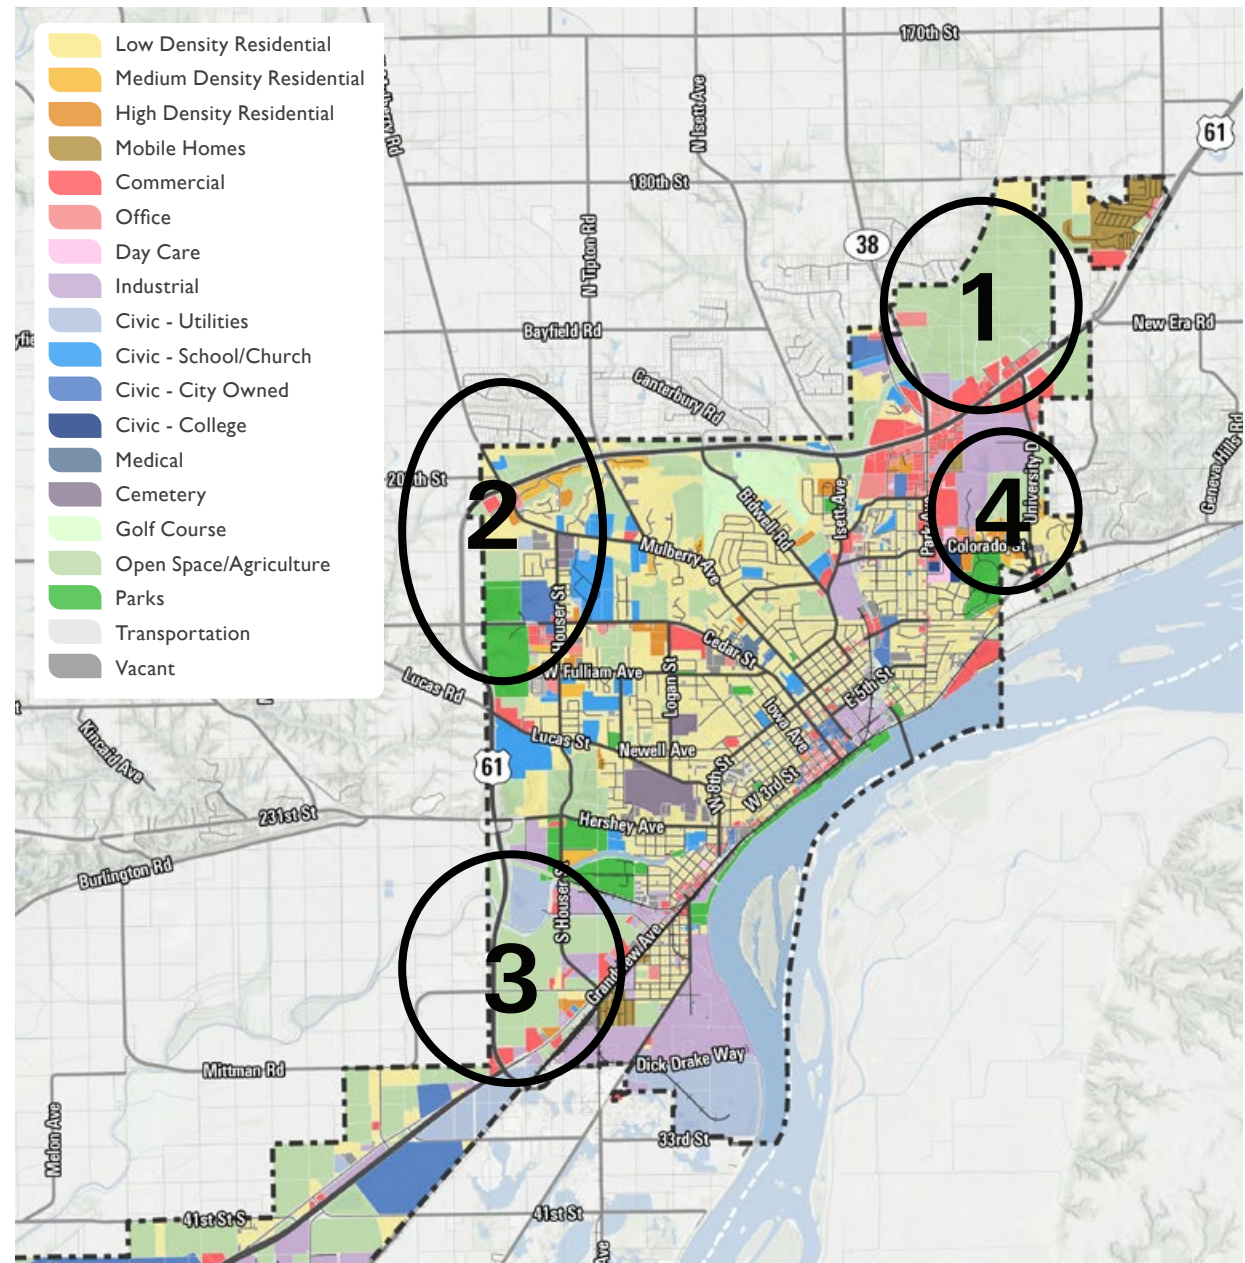 Low Density Residential
Medium Density Residential
High Density Residential
Mobile Homes
Commercial
Office
Day Care
Industrial
Civic - Utilities
Civic - School/Church
Civic - City Owned
Civic - College
Medical
Cemetery
Golf Course
Open Space/Agriculture
Parks
Transportation
Vacant
170th St
N Isett Ave
61
180th St
N Tipton Rd
38
1
New Era Rd
Bayfield Rd
Canterbury Rd
Geneva Hills Rd
2
Bidwell Rd
Isett Ave
Park Ave
4
University D
Colorado St
Mulberry Ave
Houser St
Cedar St
W Fulliam Ave
Logan St
E 5th St
Lucas Rd
Iowa Ave
Lucas St
Newell Ave
Kincaid Ave
61
N 8th St
W 3rd St
231st St
Hershey Ave
Burlington Rd
S Houser St
3
Grandview Ave
Mittman Rd
Dick Drake Way
Melon Ave
33rd St
41st St S
41st St
Ave